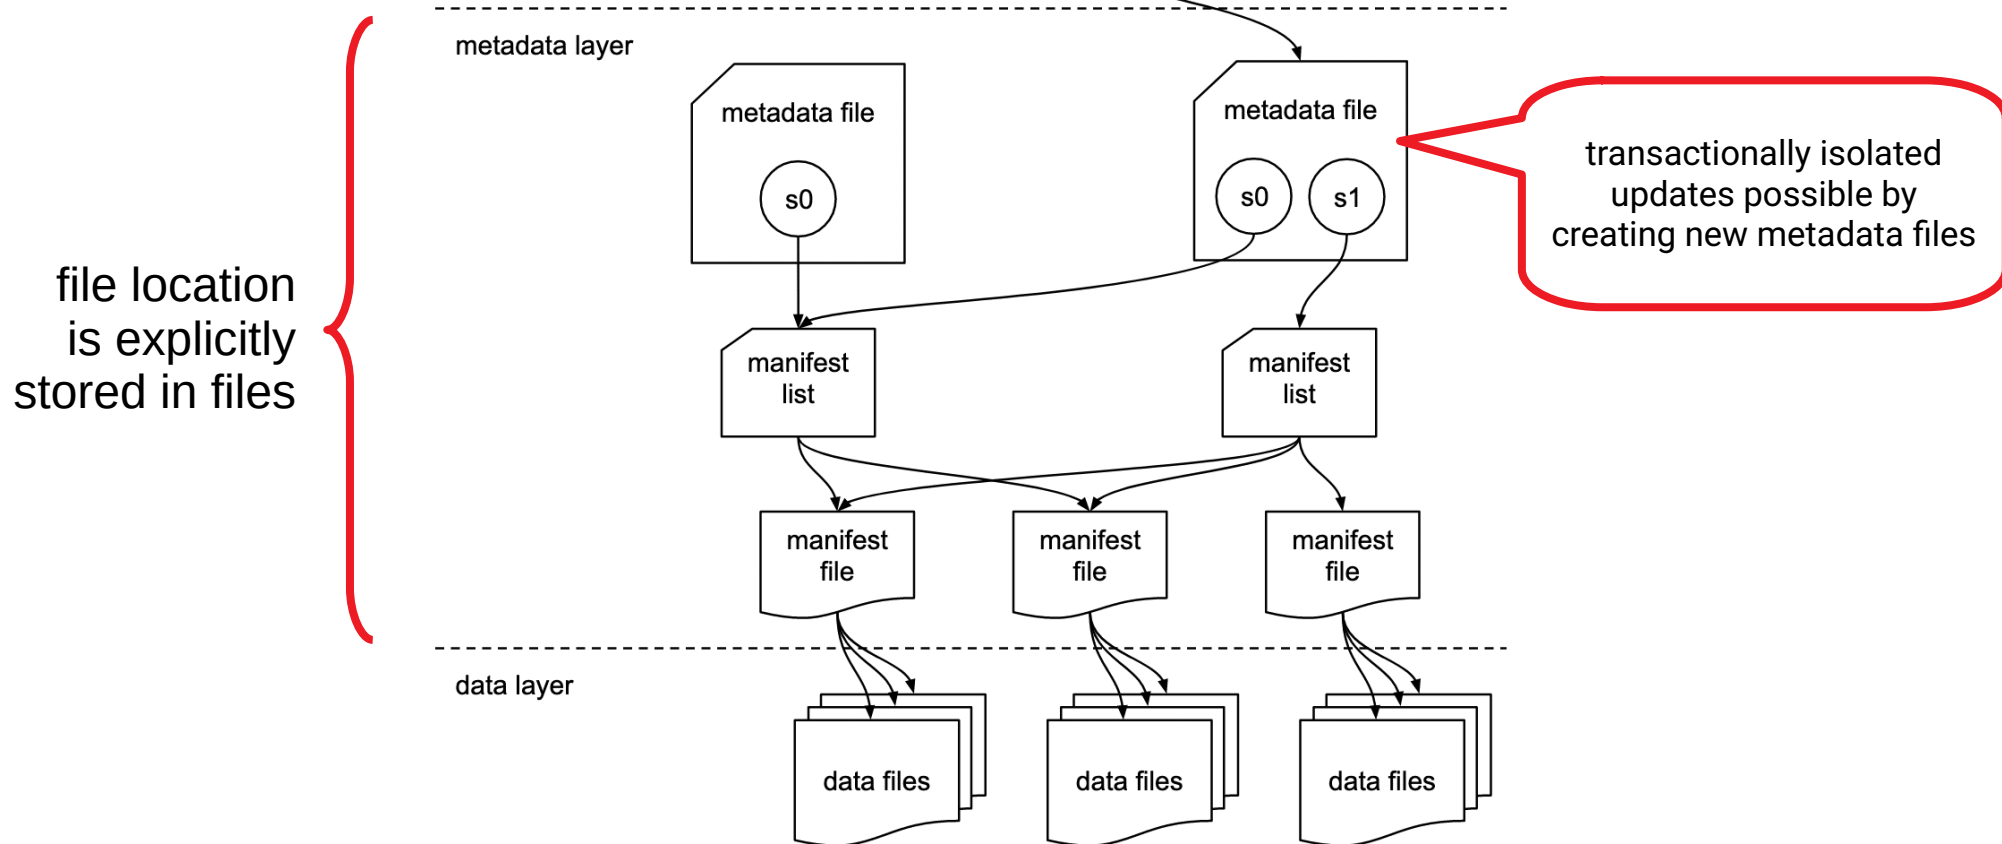 metadata layer
metadata file
s0
metadata file
s0
s1
transactionally isolated
updates possible by
creating new metadata files
file location
is explicitly
stored in files
manifest
list
manifest
list
manifest
file
manifest
file
manifest
file
data layer
data files
data files
data files